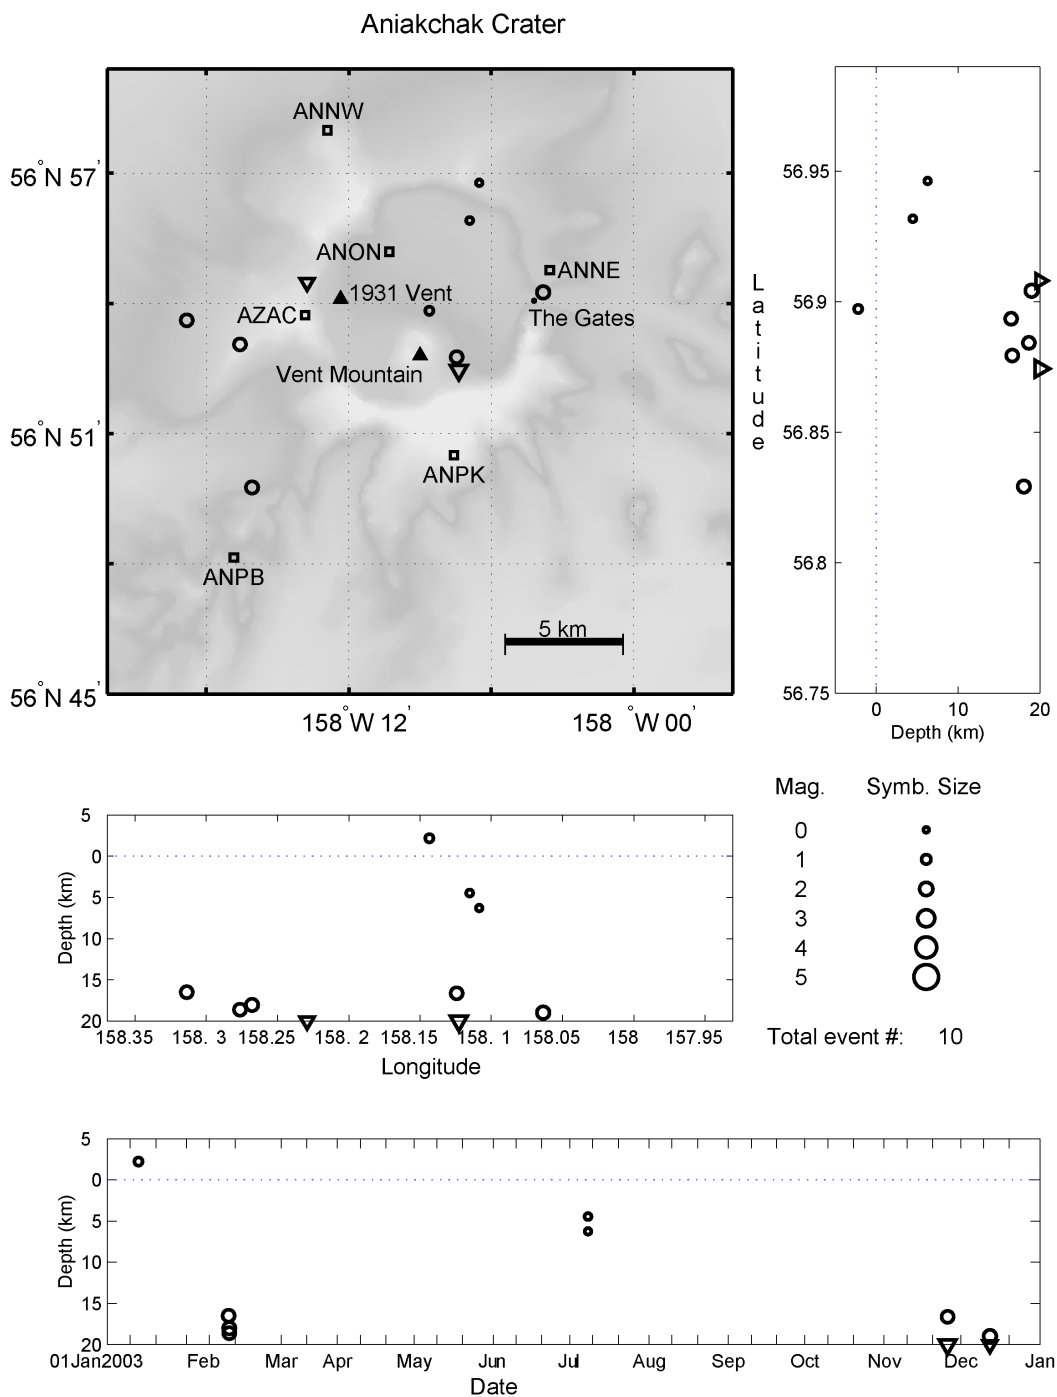 Aniakchak Crater
ANNW
56°N 57'
ANON
ANNE
1931 Vent
AZAC
The Gates
Vent Mountain
56°N 51'
ANPK
ANPB
5 km
56°N 45'
158°W 12'
158°W 00'
56.95
56.9
56.85
56.8
56.75
Latitude
0
10
20
Depth (km)
5
0
5
10
15
20
Depth (km)
158.35
158. 3
158.25
158. 2
158.15
158. 1
158.05
158
157.95
Longitude
Mag. Symb. Size
0
1
2
3
4
5
Total event #: 10
5
0
5
10
15
20
Depth (km)
01Jan2003
Feb
Mar
Apr
May
Jun
Jul
Aug
Sep
Oct
Nov
Dec
Jan
Date